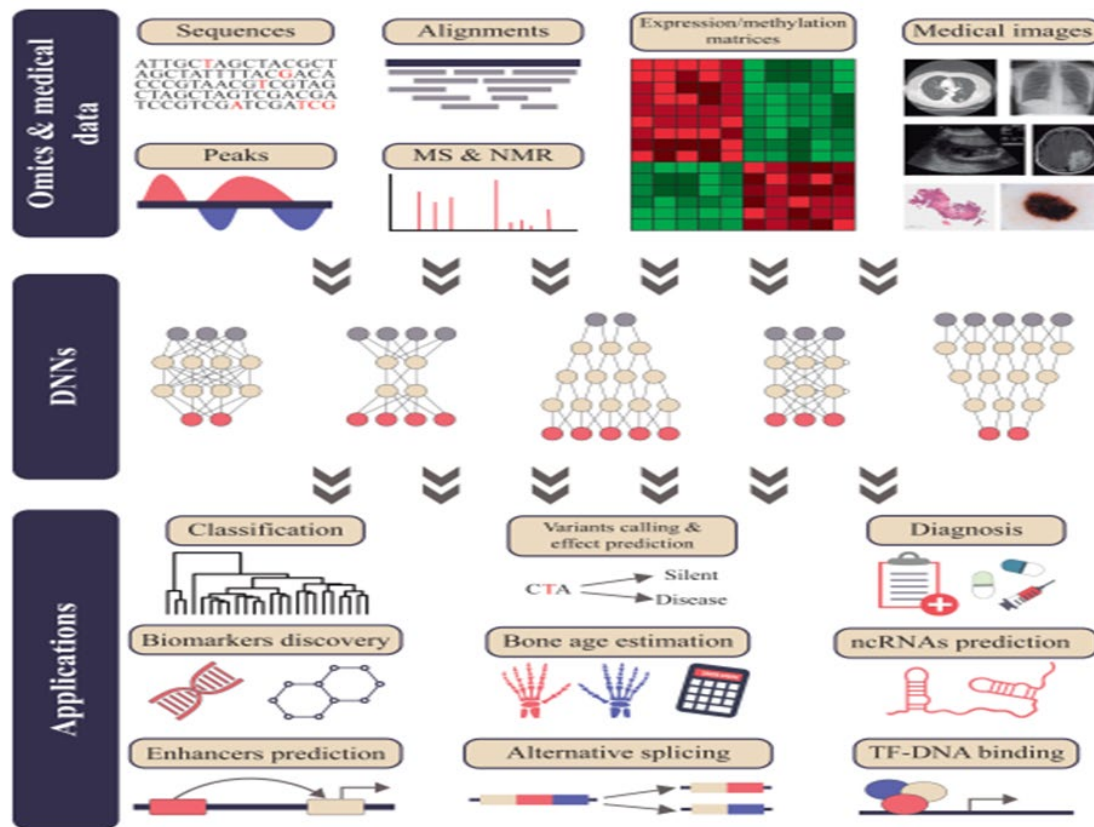 Omics & medical
data
Sequences
ATTGCTAGCTACGCT
AGCTATTTTACGACA
CCCGTAACGTCGTAG
CTAGCTAGTCGACGA
TCCGTCGATCGATCG
Alignments
Expression/methylation
matrices
Medical images
Peaks
MS & NMR
DNNs
Applications
Classification
Variants calling &
effect prediction
CTA
Silent
Disease
Diagnosis
Biomarkers discovery
Bone age estimation
ncRNAs prediction
Enhancers prediction
Alternative splicing
TF-DNA binding